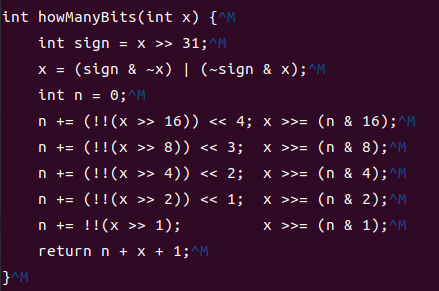 int howManyBits(int x) {^M
    int sign = x >> 31;^M
    x = (sign & ~x) | (~sign & x);^M
    int n = 0;^M
    n += (!!(x >> 16)) << 4; x >>= (n & 16);^M
    n += (!!(x >> 8)) << 3;  x >>= (n & 8);^M
    n += (!!(x >> 4)) << 2;  x >>= (n & 4);^M
    n += (!!(x >> 2)) << 1;  x >>= (n & 2);^M
    n += !!(x >> 1);         x >>= (n & 1);^M
    return n + x + 1;^M
}^M